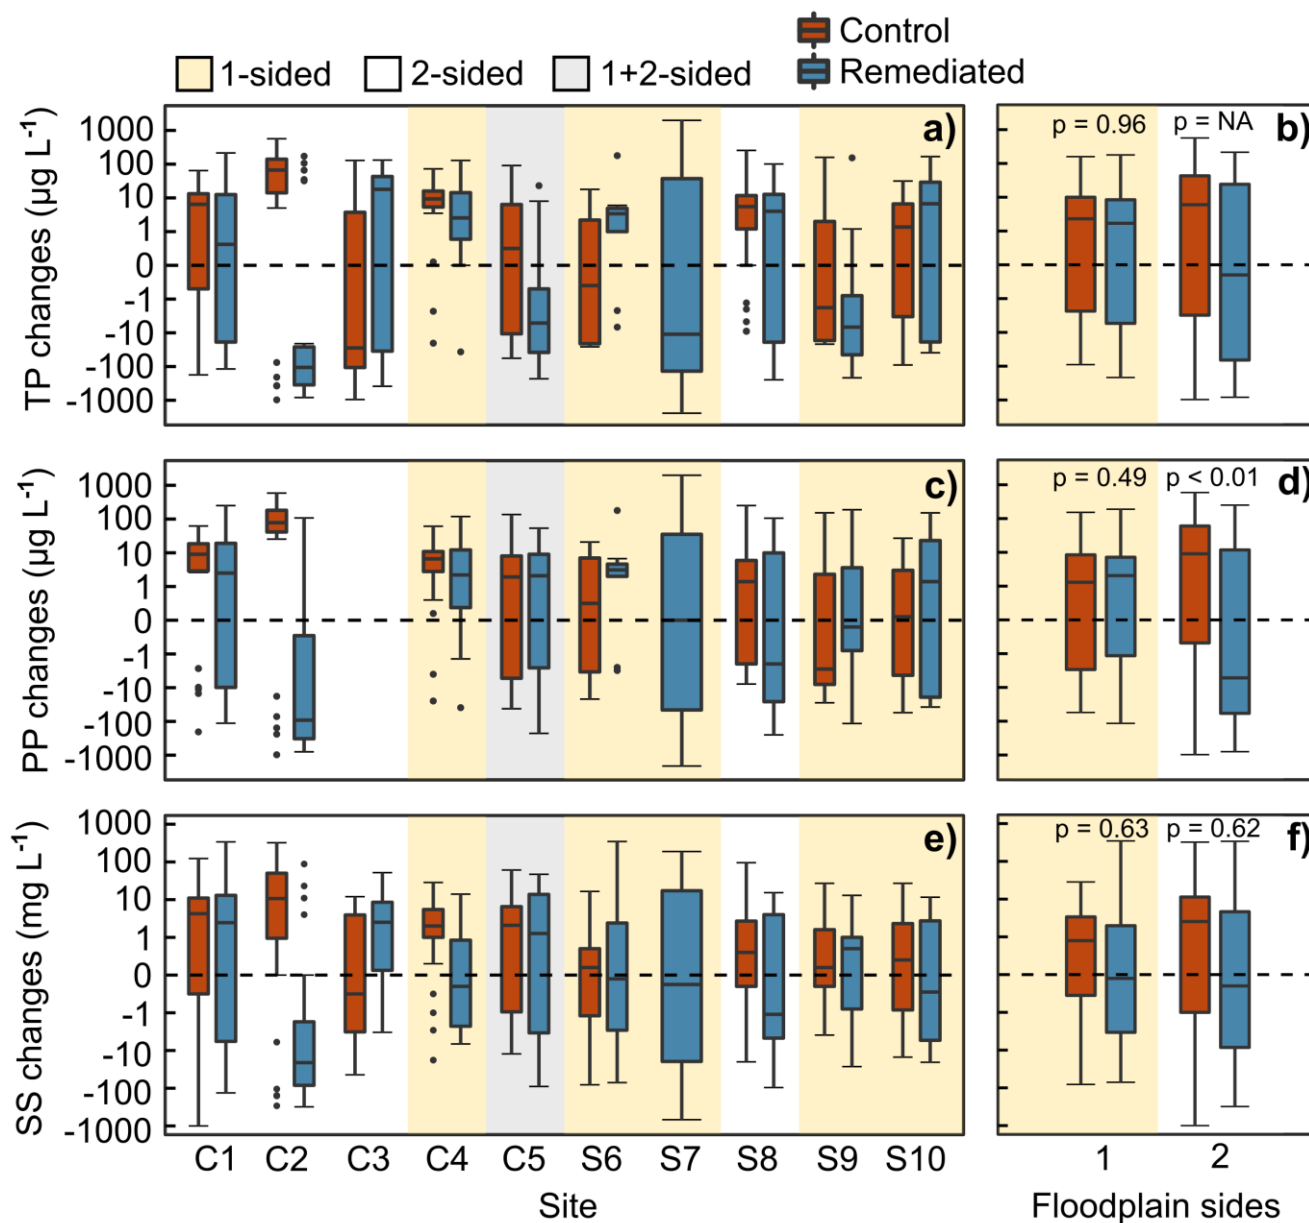 Control
1-sided 2-sided 1+2-sided Remediated
a)
TP changes (µg L⁻¹)
1000
100
10
1
0
-1
-10
-100
-1000
p = 0.96 p = NA b)
c)
PP changes (µg L⁻¹)
1000
100
10
1
0
-1
-10
-100
-1000
p = 0.49 p < 0.01 d)
e)
SS changes (mg L⁻¹)
1000
100
10
1
0
-1
-10
-100
-1000
p = 0.63 p = 0.62 f)
C1 C2 C3 C4 C5 S6 S7 S8 S9 S10
Site
1 2
Floodplain sides